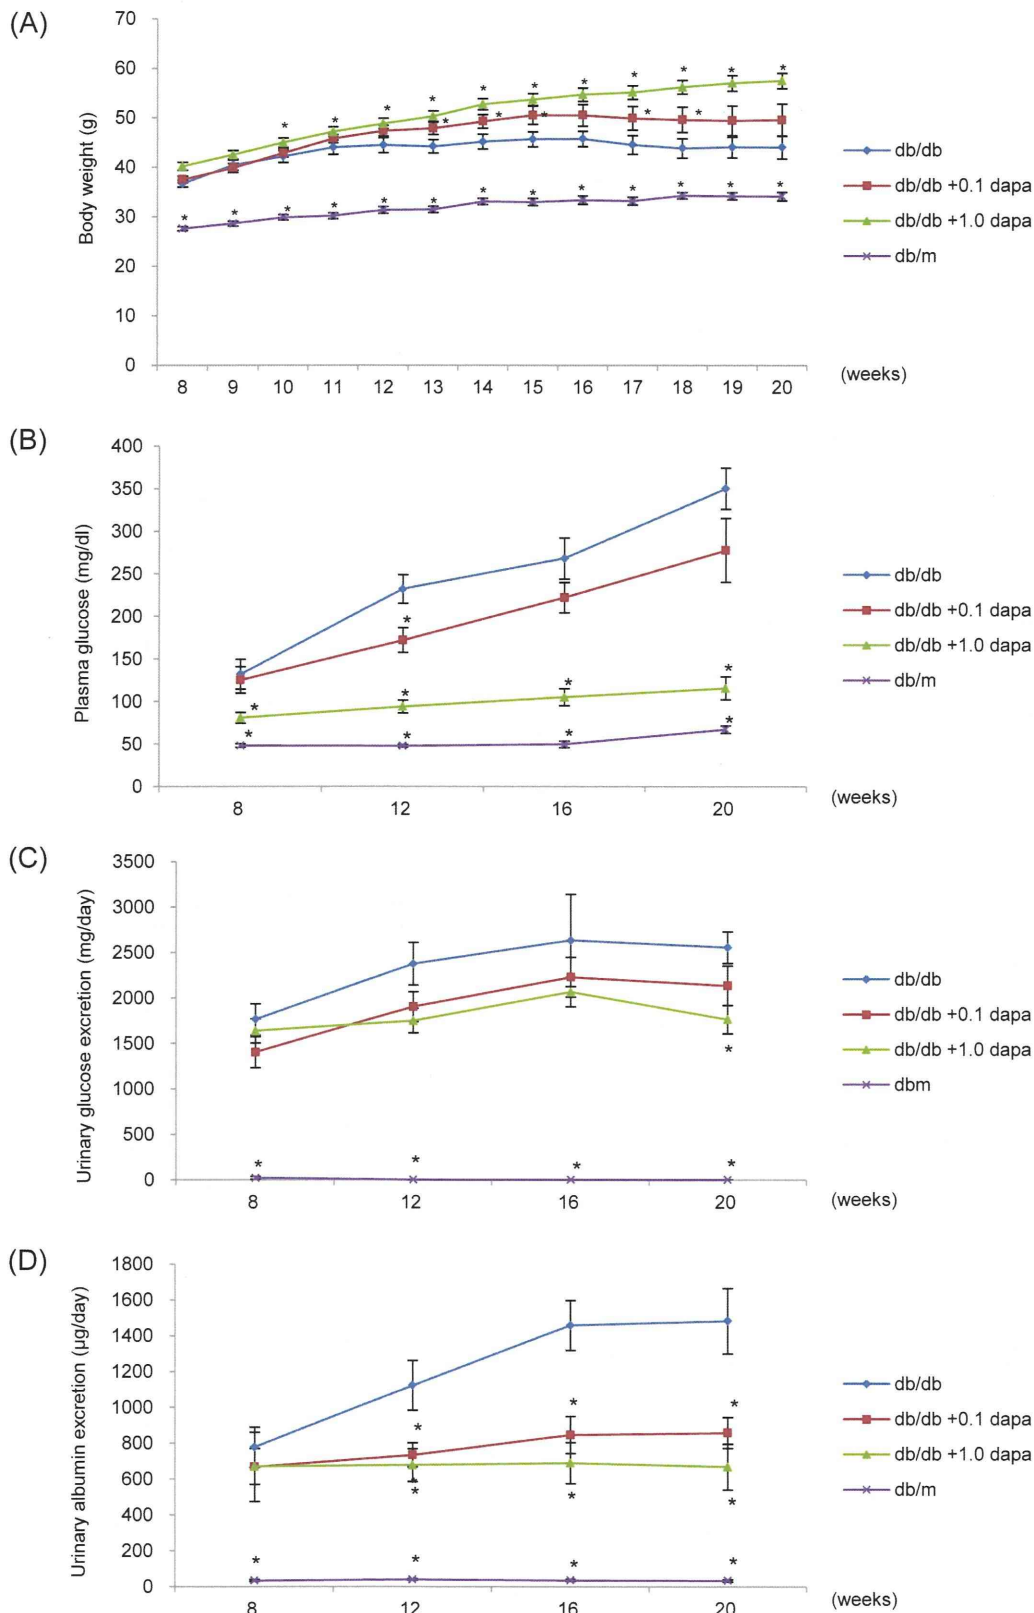 (A)
Body weight (g)
70
60
50
40
30
20
10
0
* * * * * * * * * * *
* * * * *
* * * * * * * * * * * * *
8 9 10 11 12 13 14 15 16 17 18 19 20
(weeks)
db/db
db/db +0.1 dapa
db/db +1.0 dapa
db/m
(B)
Plasma glucose (mg/dl)
400
350
300
250
200
150
100
50
0
*
* * * *
* * * *
8 12 16 20
(weeks)
db/db
db/db +0.1 dapa
db/db +1.0 dapa
db/m
(C)
Urinary glucose excretion (mg/day)
3500
3000
2500
2000
1500
1000
500
0
*
* * * *
8 12 16 20
(weeks)
db/db
db/db +0.1 dapa
db/db +1.0 dapa
dbm
(D)
Urinary albumin excretion (µg/day)
1800
1600
1400
1200
1000
800
600
400
200
0
* * *
* * *
* * * *
8 12 16 20
(weeks)
db/db
db/db +0.1 dapa
db/db +1.0 dapa
db/m